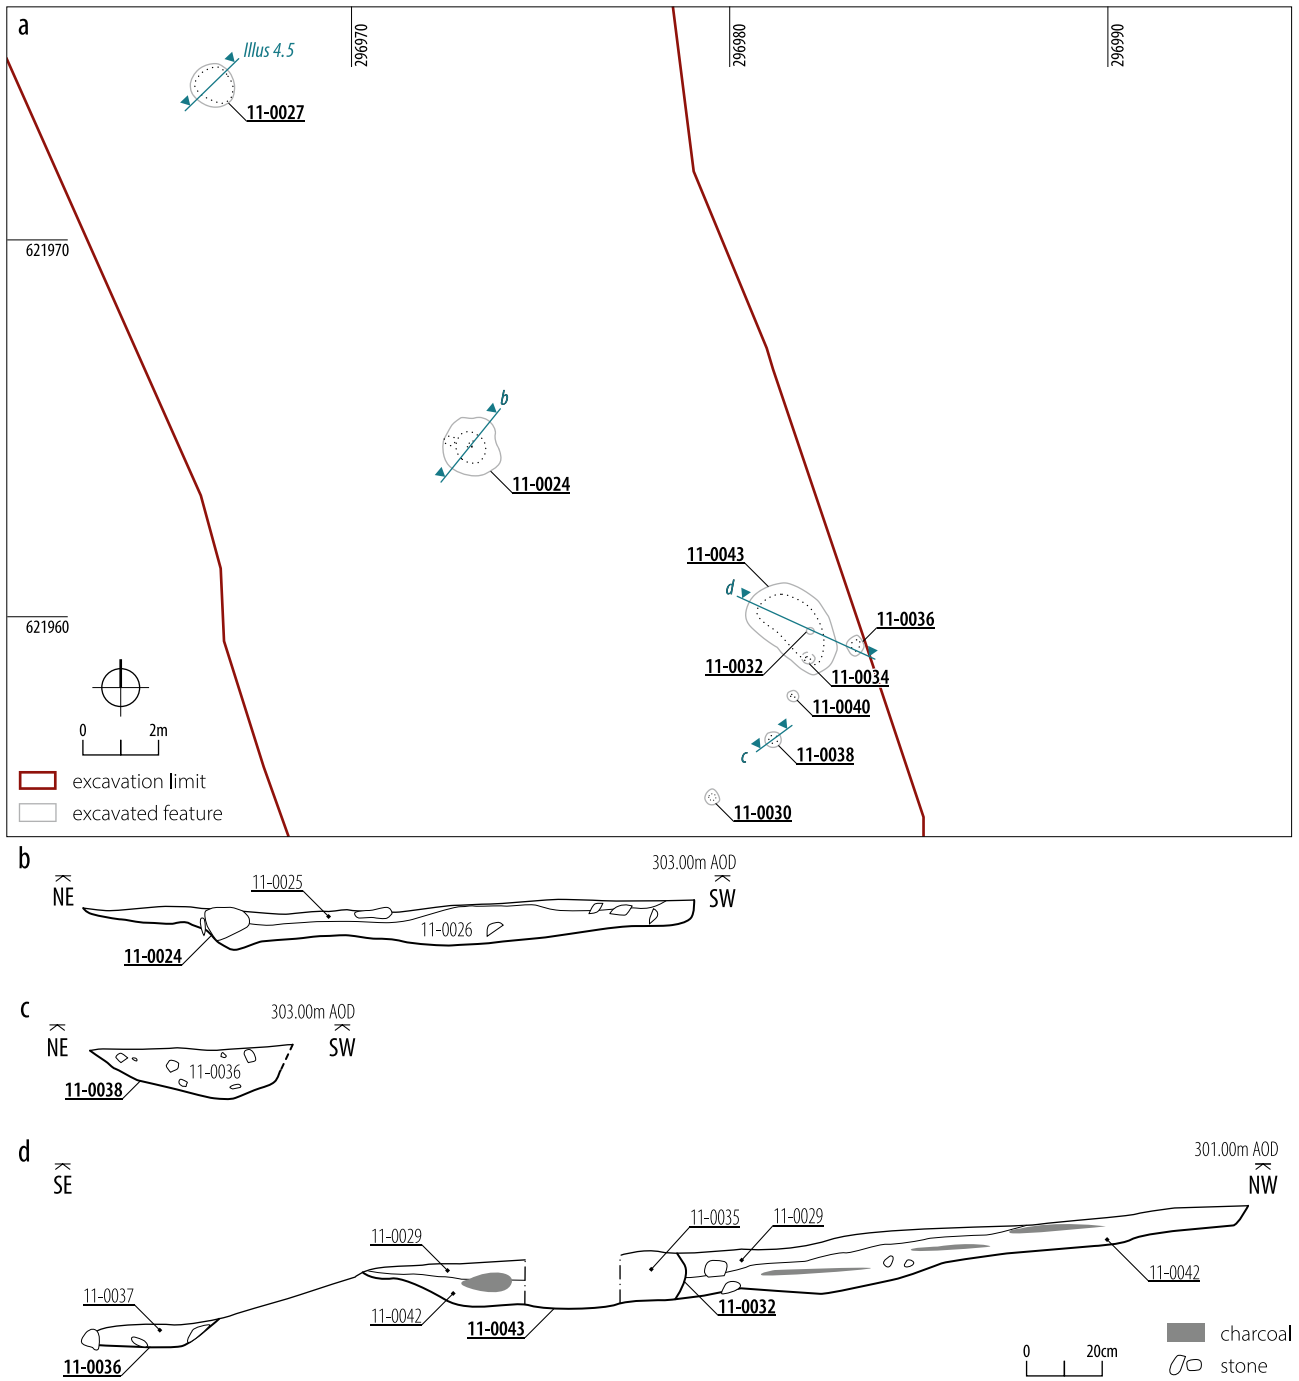 a
296970
296980
296990
Illus 4.5
11-0027
621970
b
11-0024
11-0043
d
621960
11-0036
11-0032
11-0034
11-0040
0 2m
c
11-0038
excavation limit
11-0030
excavated feature
b
303.00m AOD
NE
SW
11-0025
11-0026
11-0024
c
303.00m AOD
NE
SW
11-0036
11-0038
d
301.00m AOD
SE
NW
11-0035
11-0029
11-0029
11-0042
11-0037
11-0042
11-0032
11-0043
11-0036
0 20cm
charcoal
stone